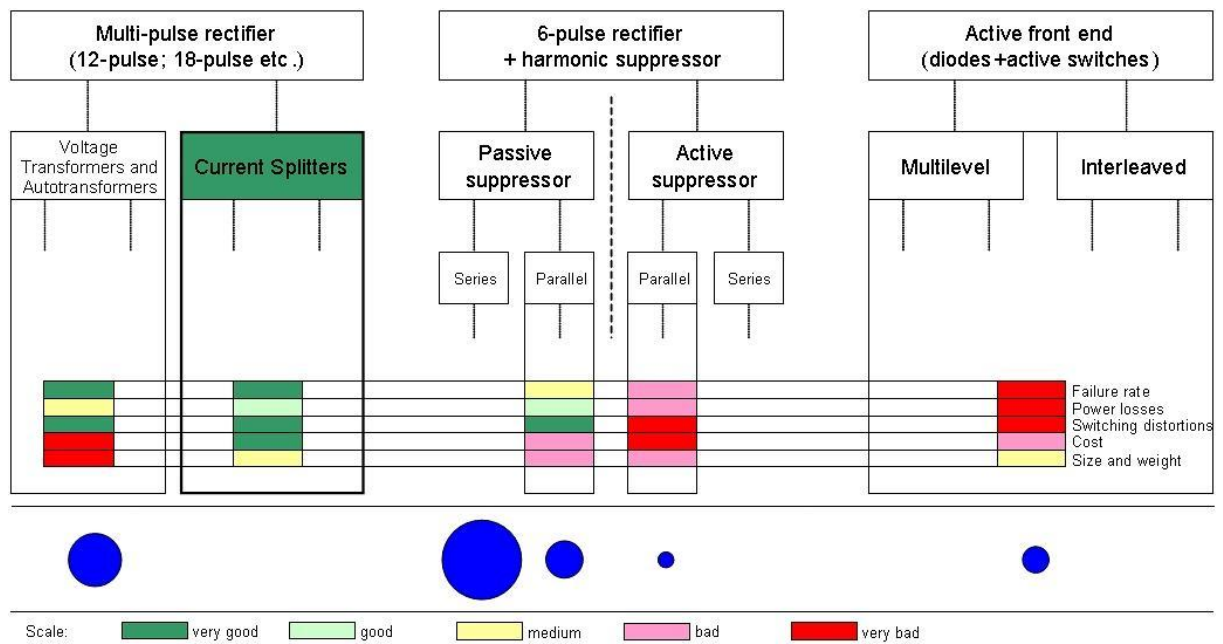 Multi-pulse rectifier
(12-pulse; 18-pulse etc.)
6-pulse rectifier
+ harmonic suppressor
Active front end
(diodes+active switches)
Voltage
Transformers and
Autotransformers
Current Splitters
Passive
suppressor
Active
suppressor
Multilevel
Interleaved
Series
Parallel
Parallel
Series
Failure rate
Power losses
Switching distortions
Cost
Size and weight
Scale:
very good
good
medium
bad
very bad